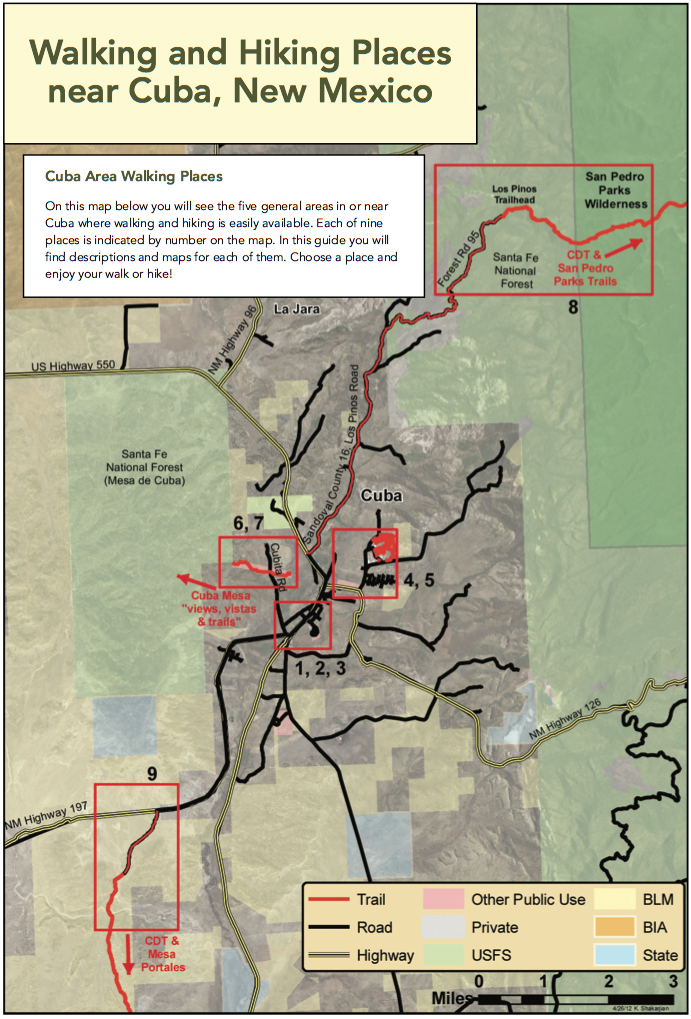 Walking and Hiking Places
near Cuba, New Mexico
Cuba Area Walking Places
On this map below you will see the five general areas in or near
Cuba where walking and hiking is easily available. Each of nine
places is indicated by number on the map. In this guide you will
find descriptions and maps for each of them. Choose a place and
enjoy your walk or hike!
San Pedro
Parks
Wilderness
Los Pinos
Trailhead
Forest Rd 95
Santa Fe
National
Forest
CDT &
San Pedro
Parks Trails
8
La Jara
NM Highway 96
US Highway 550
Sandoval County 16, Los Pinos Road
Santa Fe
National Forest
(Mesa de Cuba)
Cuba
6, 7
Cubita Rd
4, 5
Cuba Mesa
"views, vistas
& trails"
1, 2, 3
NM Highway 126
9
NM Highway 197
CDT &
Mesa
Portales
Trail
Road
Highway
Other Public Use
Private
USFS
BLM
BIA
State
0 1 2 3
Miles
4/26/12 K. Shakarjian